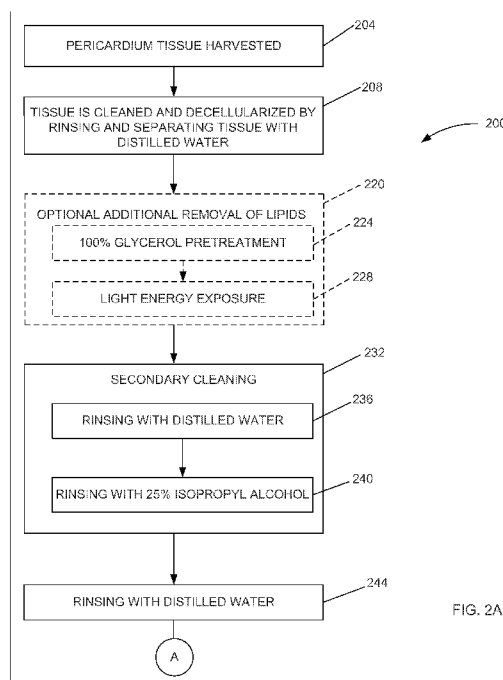 PERICARDIUM TISSUE HARVESTED
204
TISSUE IS CLEANED AND DECELLULARIZED BY
RINSING AND SEPARATING TISSUE WITH
DISTILLED WATER
208
200
220
OPTIONAL ADDITIONAL REMOVAL OF LIPIDS
100% GLYCEROL PRETREATMENT
224
LIGHT ENERGY EXPOSURE
228
232
SECONDARY CLEANING
RINSING WITH DISTILLED WATER
236
RINSING WITH 25% ISOPROPYL ALCOHOL
240
RINSING WITH DISTILLED WATER
244
A
FIG. 2A